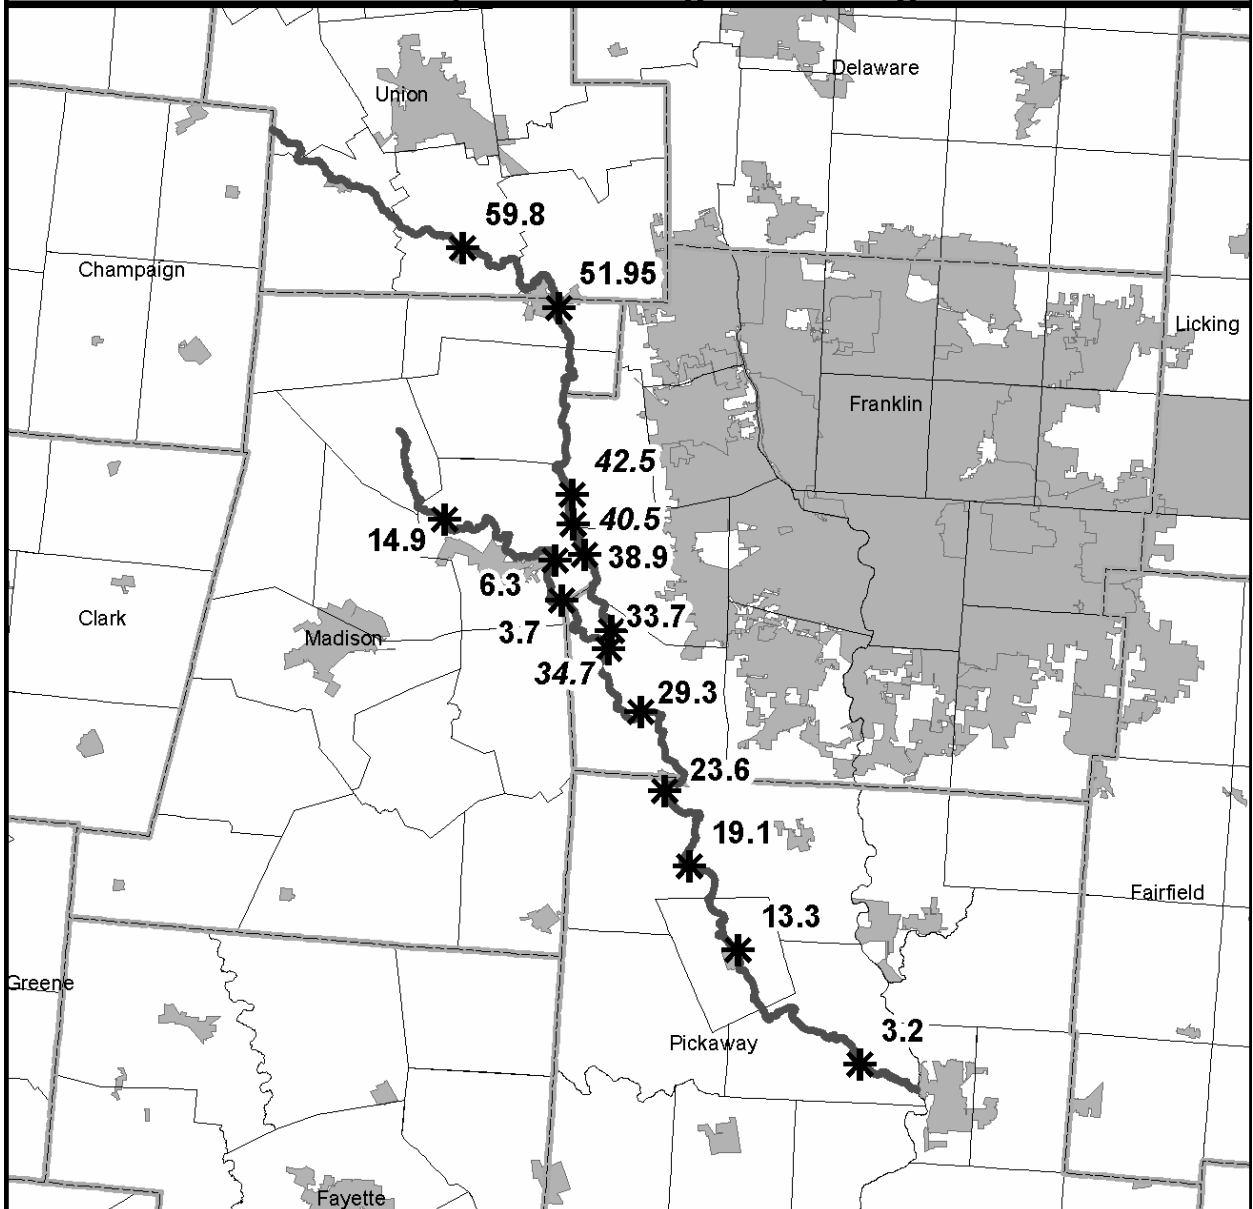 Delaware
Union
59.8
Champaign
51.95
Licking
Franklin
42.5
40.5
14.9
38.9
6.3
Clark
33.7
3.7
Madison
34.7
29.3
23.6
19.1
Fairfield
13.3
Greene
3.2
Pickaway
Fayette